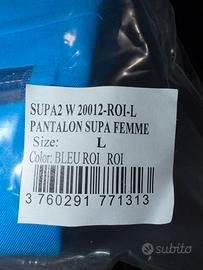 SUPA2 W 20012-ROI-L
PANTALON SUPA FEMME
Size: L
Color: BLEU ROI ROI
3 760291 771313
subito